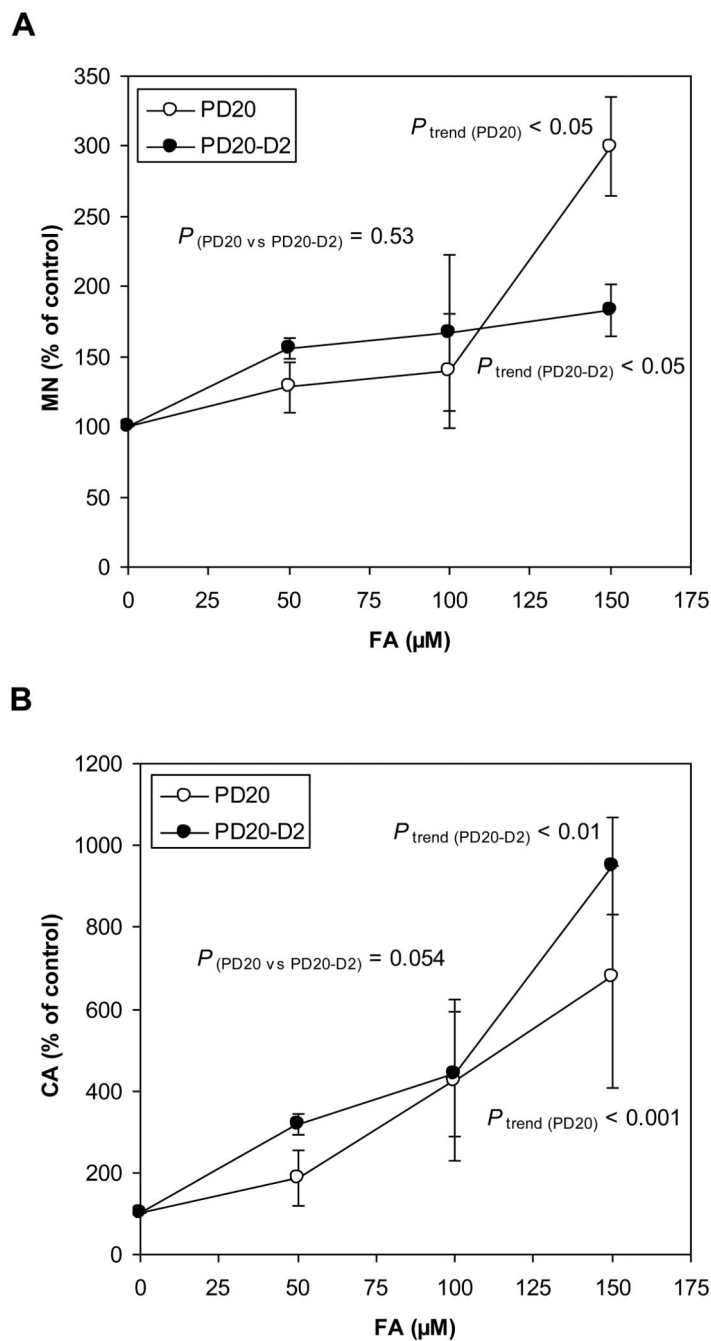 A
350
PD20
PD20-D2
P trend (PD20) < 0.05
300
250
P (PD20 vs PD20-D2) = 0.53
200
150
P trend (PD20-D2) < 0.05
100
50
0
MN (% of control)
0 25 50 75 100 125 150 175
FA (µM)
B
1200
PD20
PD20-D2
P trend (PD20-D2) < 0.01
1000
800
P (PD20 vs PD20-D2) = 0.054
600
400
P trend (PD20) < 0.001
200
0
CA (% of control)
0 25 50 75 100 125 150 175
FA (µM)